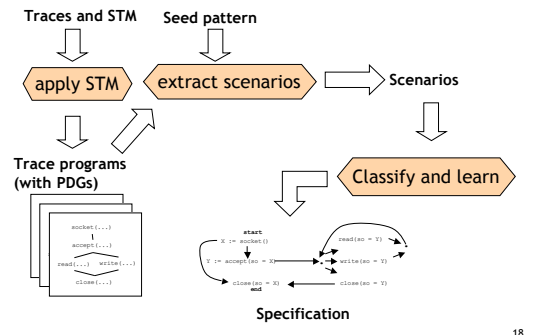 Traces and STM
Seed pattern
apply STM
extract scenarios
Scenarios
Trace programs
(with PDGs)
Classify and learn
socket(...)
accept(...)
read(...) write(...)
close(...)
start
X := socket()
read(so = Y)
Y := accept(so = X)
write(so = Y)
close(so = X)
close(so = Y)
end
Specification
18